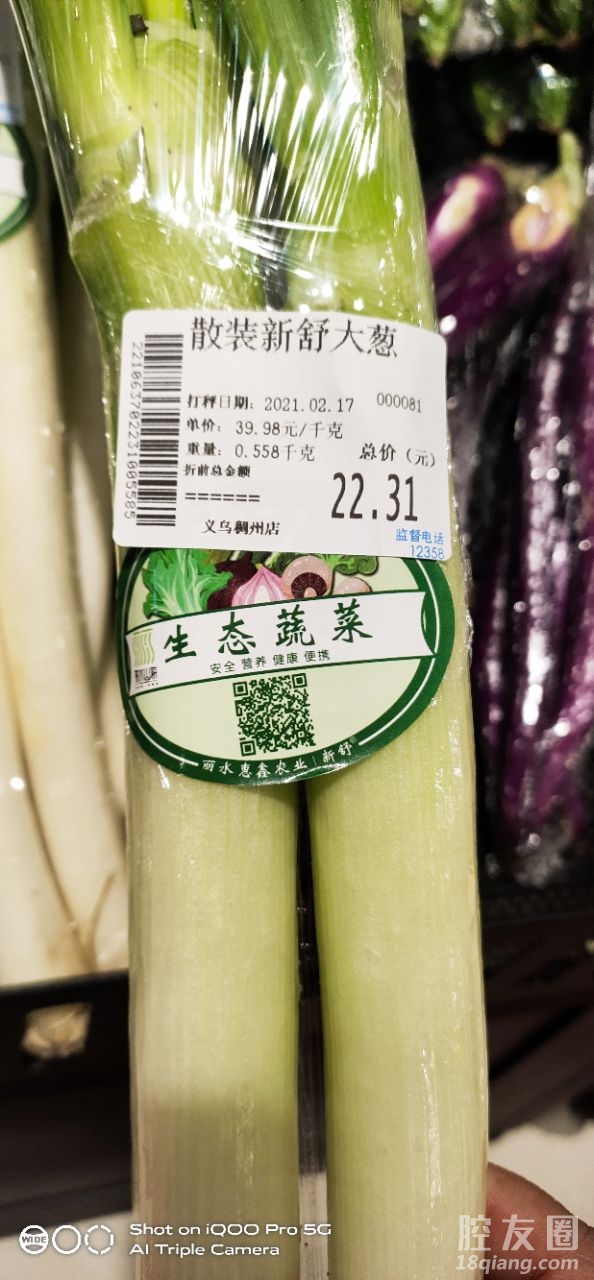 散装新舒大葱
打秤日期: 2021.02.17 000081
单价: 39.98元/千克
重量: 0.558千克
总价(元)
折前总金额
======
22.31
义乌稠州店
监督电话
12358
2210637022231005585
生态蔬菜
安全 营养 健康 便携
丽水惠鑫农业 | 新舒®
WIDE
Shot on iQOO Pro 5G
AI Triple Camera
腔友圈
18qiang.com